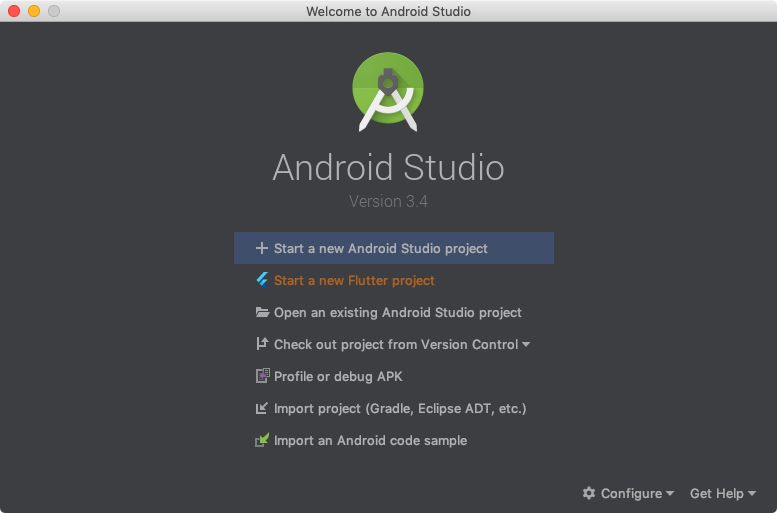 Welcome to Android Studio
Android Studio
Version 3.4
Start a new Android Studio project
Start a new Flutter project
Open an existing Android Studio project
Check out project from Version Control
Profile or debug APK
Import project (Gradle, Eclipse ADT, etc.)
Import an Android code sample
Configure Get Help